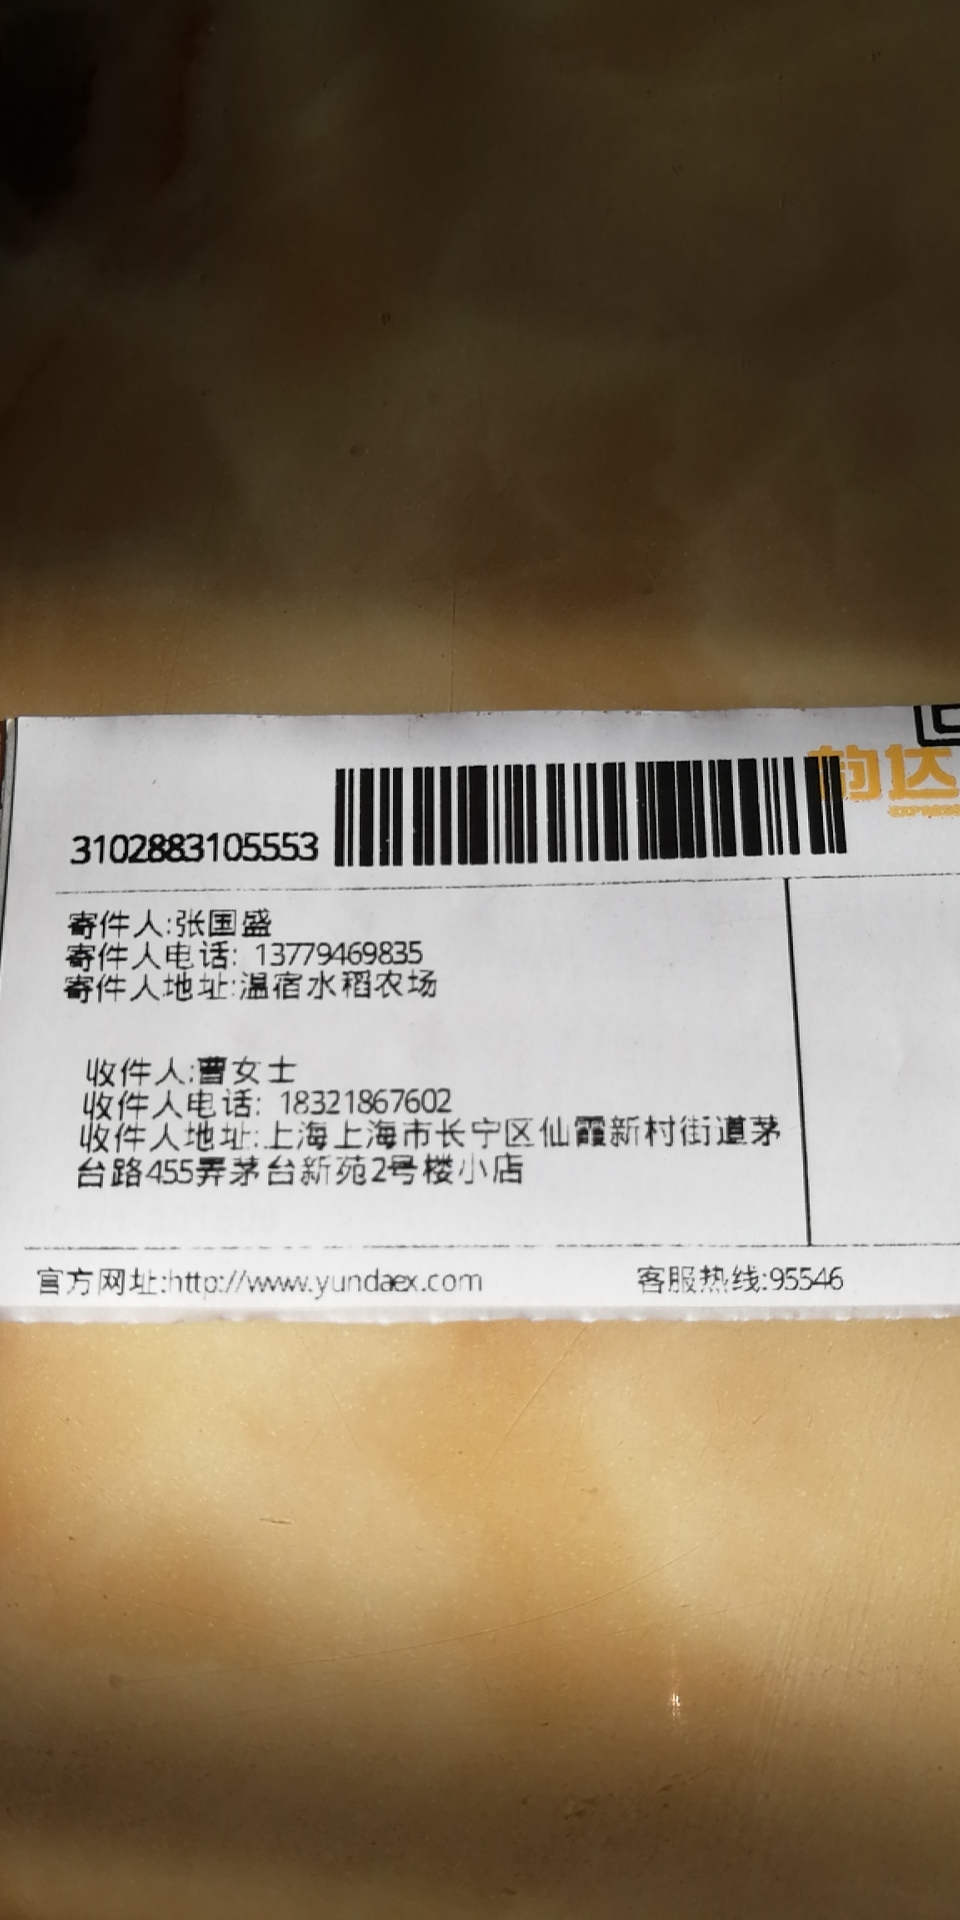 韵达
EXPRESS
3102883105553
寄件人:张国盛
寄件人电话: 13779469835
寄件人地址:温宿水稻农场
收件人:曹女士
收件人电话: 18321867602
收件人地址:上海上海市长宁区仙霞新村街道茅
台路455弄茅台新苑2号楼小店
官方网址:http://www.yundaex.com
客服热线:95546